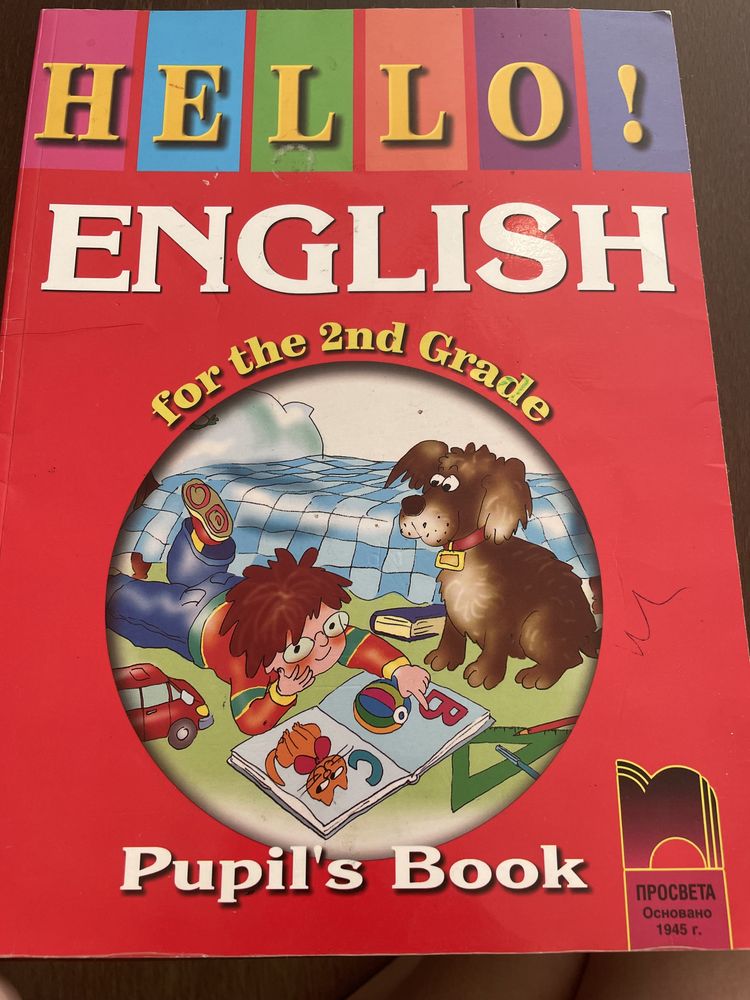 HELLO!
ENGLISH
for the 2nd Grade
B
C
Pupil's Book
ПРОСВЕТА
Основано
1945 г.